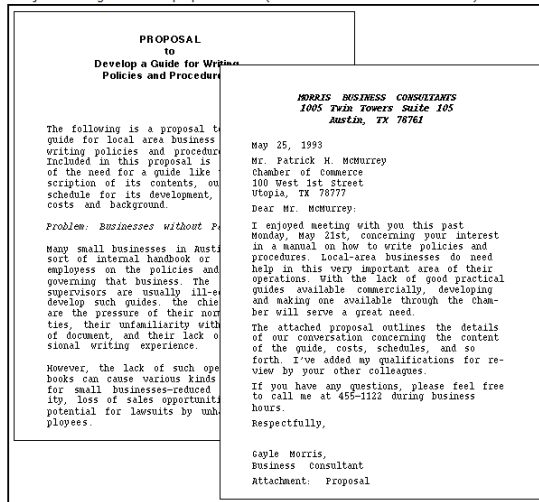 PROPOSAL
to
Develop a Guide for Writing
Policies and Procedure
The following is a proposal t
guide for local area business
writing policies and procedur
Included in this proposal is
of the need for a guide like
scription of its contents, ou
schedule for its development,
costs and background.
Problem: Businesses without P
Many small businesses in Aust
sort of internal handbook or
employess on the policies and
governing that business. The
supervisors are usually ill-e
develop such guides. the chie
are the pressure of their nor
ties, their unfamiliarity with
of document, and their lack o
sional writing experience.
However, the lack of such ope
books can cause various kinds
for small businesses—reduced
ity, loss of sales opportuniti
potential for lawsuits by unh
ployees.
MORRIS BUSINESS CONSULTANTS
1005 Twin Towers Suite 105
Austin, TX 78761
May 25, 1993
Mr. Patrick H. McMurrey
Chamber of Commerce
100 West 1st Street
Utopia, TX 78777
Dear Mr. McMurrey:
I enjoyed meeting with you this past
Monday, May 21st, concerning your interest
in a manual on how to write policies and
procedures. Local-area businesses do need
help in this very important area of their
operations. With the lack of good practical
guides available commercially, developing
and making one available through the Cham-
ber will serve a great need.
The attached proposal outlines the details
of our conversation concerning the content
of the guide, costs, schedules, and so
forth. I've added my qualifications for re-
view by your other colleagues.
If you have any questions, please feel free
to call me at 455—1122 during business
hours.
Respectfully,
Gayle Morris,
Business Consultant
Attachment: Proposal